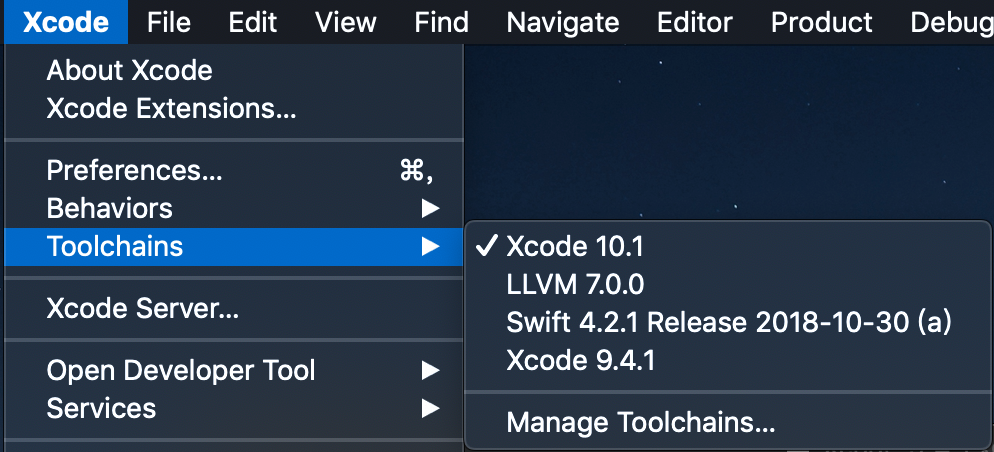 Xcode File Edit View Find Navigate Editor Product Debug
About Xcode
Xcode Extensions...
Preferences... ⌘,
Behaviors ▶
Toolchains ▶
✓ Xcode 10.1
LLVM 7.0.0
Swift 4.2.1 Release 2018-10-30 (a)
Xcode 9.4.1
Manage Toolchains...
Xcode Server...
Open Developer Tool ▶
Services ▶